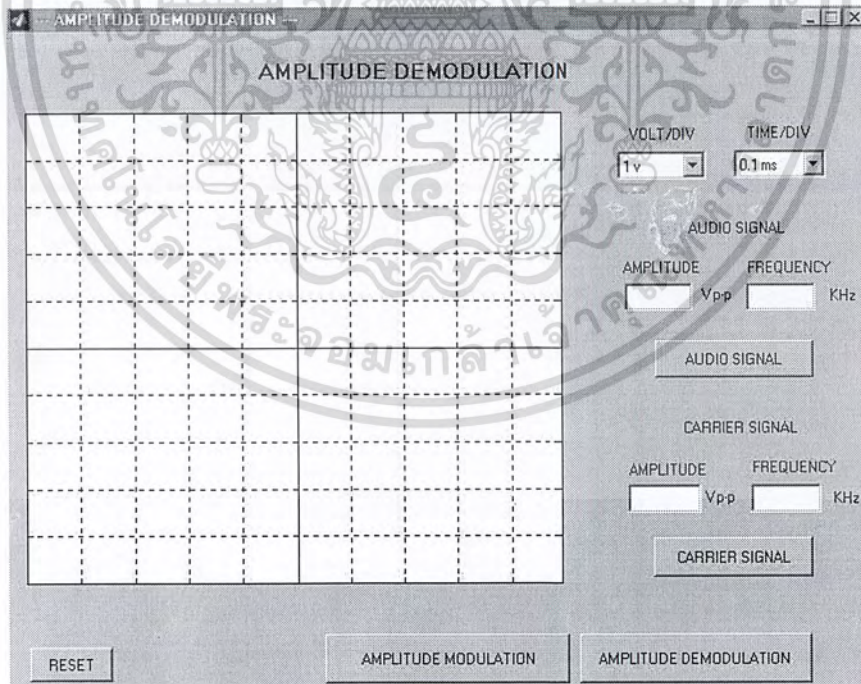 --- AMPLITUDE DEMODULATION ---
AMPLITUDE DEMODULATION
VOLT/DIV TIME/DIV
1 v 0.1 ms
AUDIO SIGNAL
AMPLITUDE FREQUENCY
Vp-p KHz
AUDIO SIGNAL
CARRIER SIGNAL
AMPLITUDE FREQUENCY
Vp-p KHz
CARRIER SIGNAL
RESET AMPLITUDE MODULATION AMPLITUDE DEMODULATION